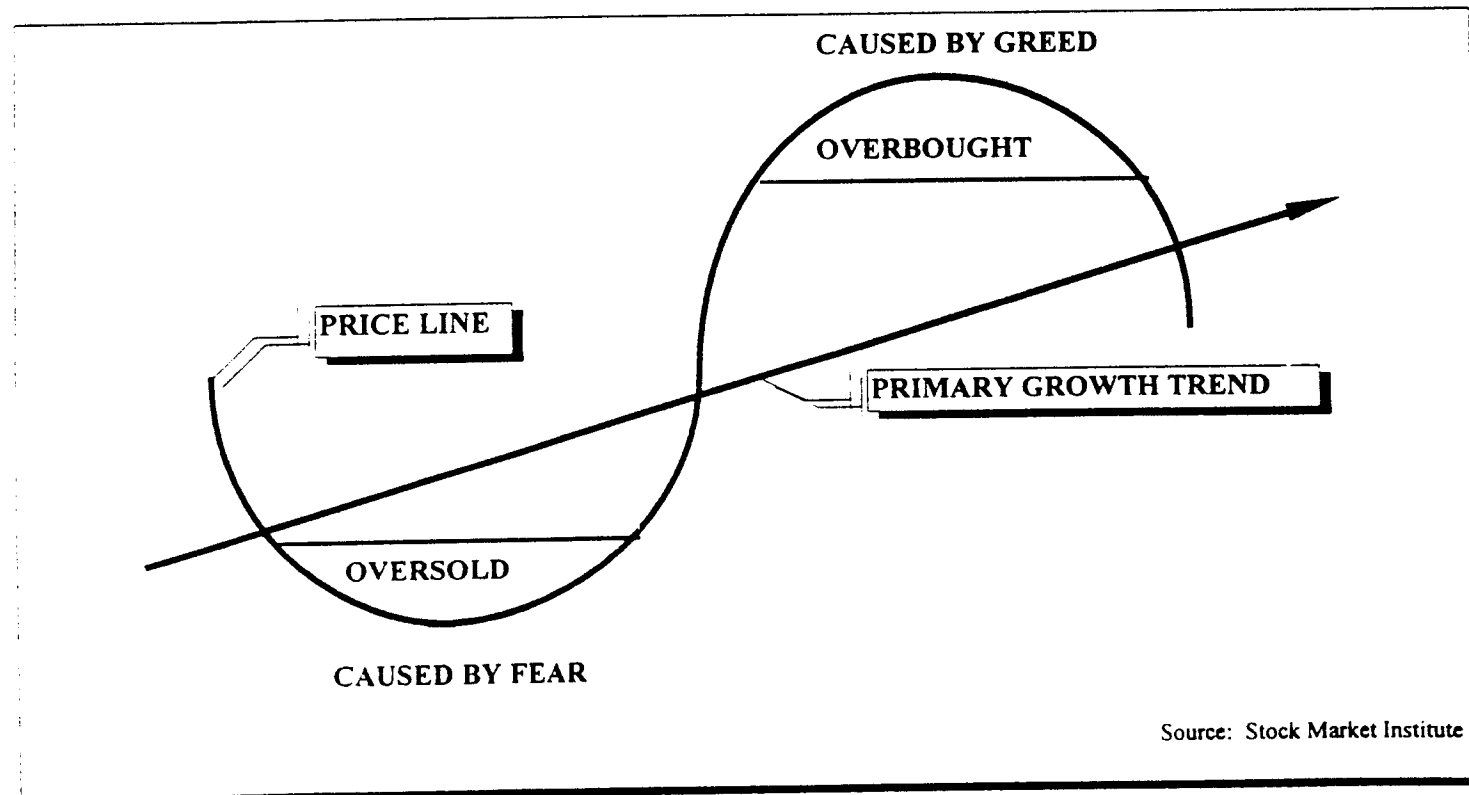 CAUSED BY GREED
OVERBOUGHT
PRICE LINE
PRIMARY GROWTH TREND
OVERSOLD
CAUSED BY FEAR
Source: Stock Market Institute